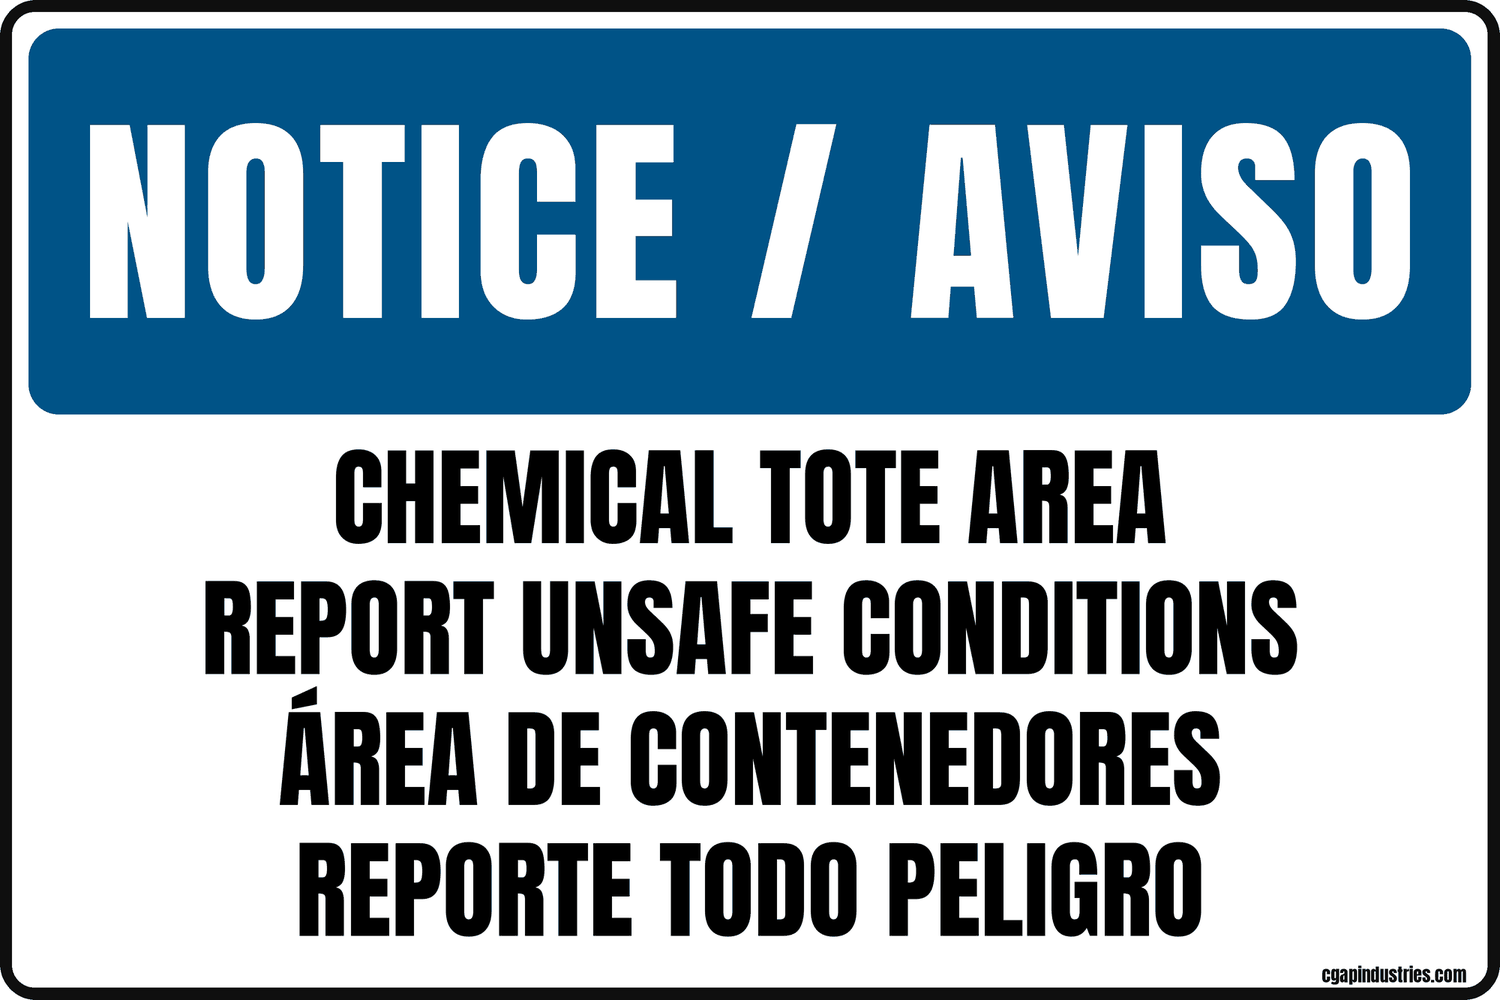 NOTICE / AVISO
CHEMICAL TOTE AREA
REPORT UNSAFE CONDITIONS
ÁREA DE CONTENEDORES
REPORTE TODO PELIGRO
cgapindustries.com